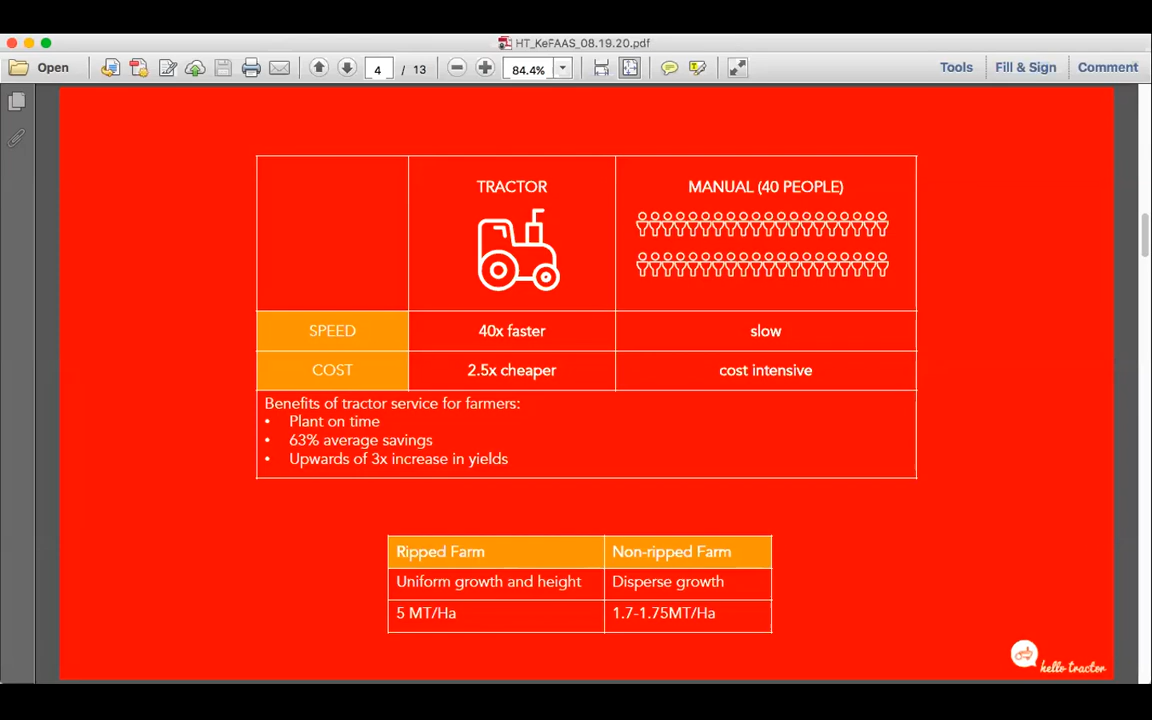 HT_KeFAAS_08.19.20.pdf
Open 4 / 13 84.4% Tools Fill & Sign Comment
TRACTOR MANUAL (40 PEOPLE)
SPEED 40x faster slow
COST 2.5x cheaper cost intensive
Benefits of tractor service for farmers:
• Plant on time
• 63% average savings
• Upwards of 3x increase in yields
Ripped Farm Non-ripped Farm
Uniform growth and height Disperse growth
5 MT/Ha 1.7-1.75MT/Ha
hello tractor